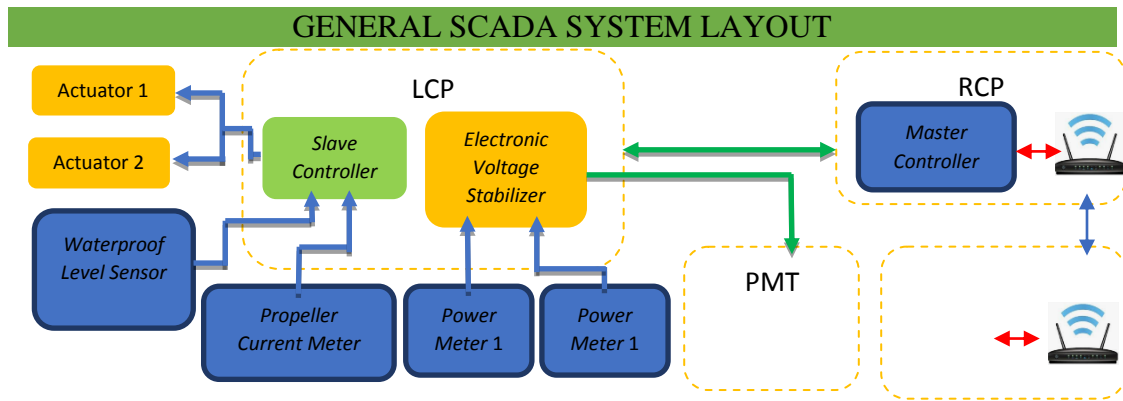 GENERAL SCADA SYSTEM LAYOUT
Actuator 1
Actuator 2
LCP
Slave
Controller
Electronic
Voltage
Stabilizer
RCP
Master
Controller
Waterproof
Level Sensor
Propeller
Current Meter
Power
Meter 1
Power
Meter 1
PMT